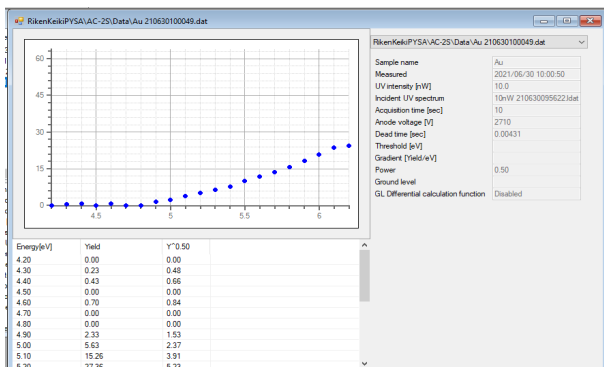 RikenKeikiPYSA\AC-2S\Data\Au 210630100049.dat
RikenKeikiPYSA\AC-2S\Data\Au 210630100049.dat
60
45
30
15
0
4.5 5 5.5 6
Sample name Au
Measured 2021/06/30 10:00:50
UV intensity [nW] 10.0
Incident UV spectrum 10nW 210630095622.ldat
Acquisition time [sec] 10
Anode voltage [V] 2710
Dead time [sec] 0.00431
Threshold [eV]
Gradient [Yield/eV]
Power 0.50
Ground level
GL Differential calculation function Disabled
Energy[eV] Yield Y^0.50
4.20 0.00 0.00
4.30 0.23 0.48
4.40 0.43 0.66
4.50 0.00 0.00
4.60 0.70 0.84
4.70 0.00 0.00
4.80 0.00 0.00
4.90 2.33 1.53
5.00 5.63 2.37
5.10 15.26 3.91
5.20 27.36 5.23